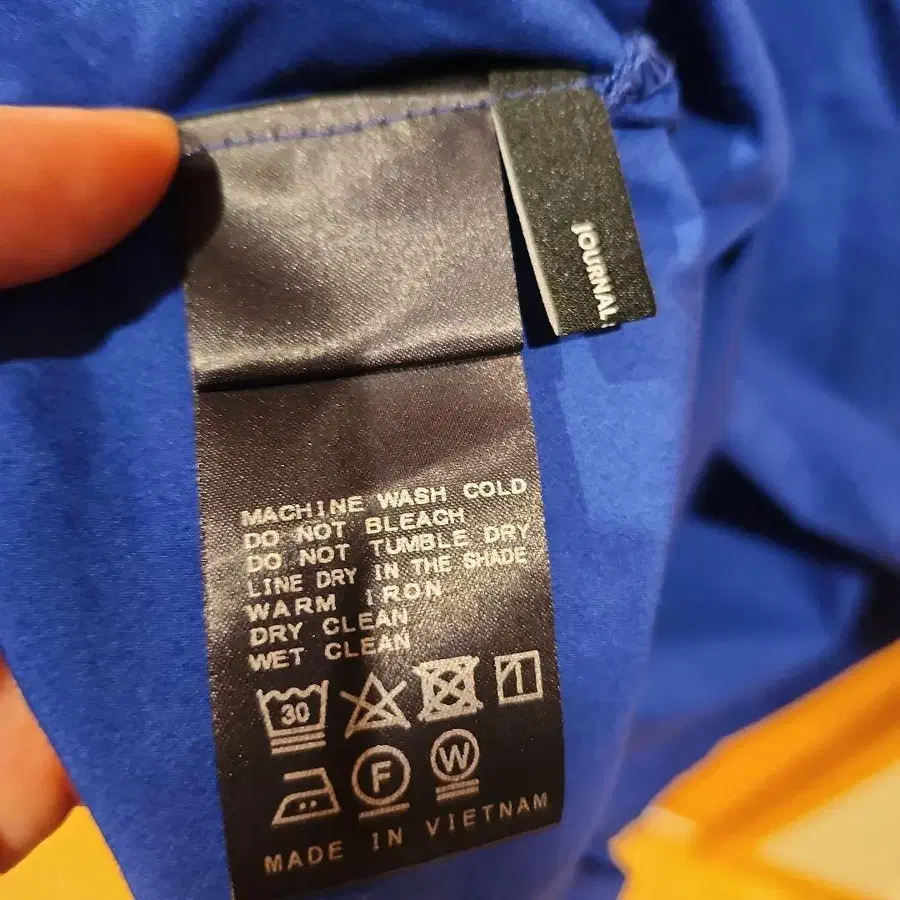 JOURNAL
MACHINE WASH COLD
DO NOT BLEACH
DO NOT TUMBLE DRY
LINE DRY IN THE SHADE
WARM IRON
DRY CLEAN
WET CLEAN
30
F W
MADE IN VIETNAM